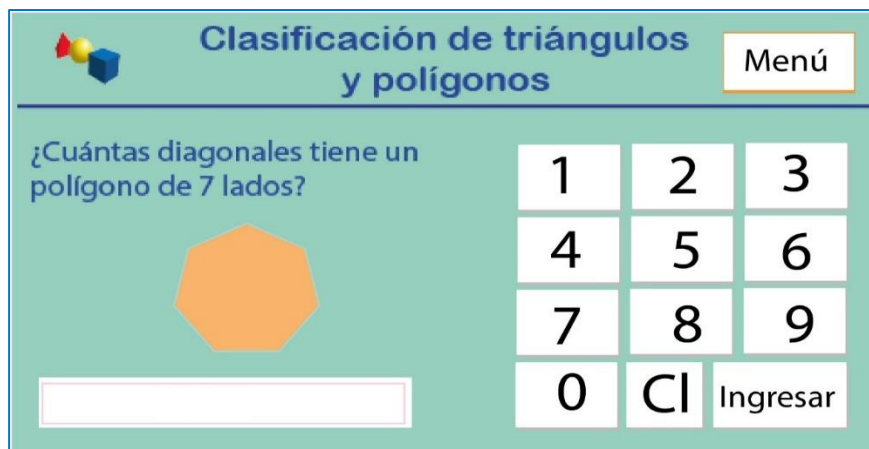 Clasificación de triángulos
y polígonos
Menú
¿Cuántas diagonales tiene un
polígono de 7 lados?
1 2 3
4 5 6
7 8 9
0 Cl Ingresar